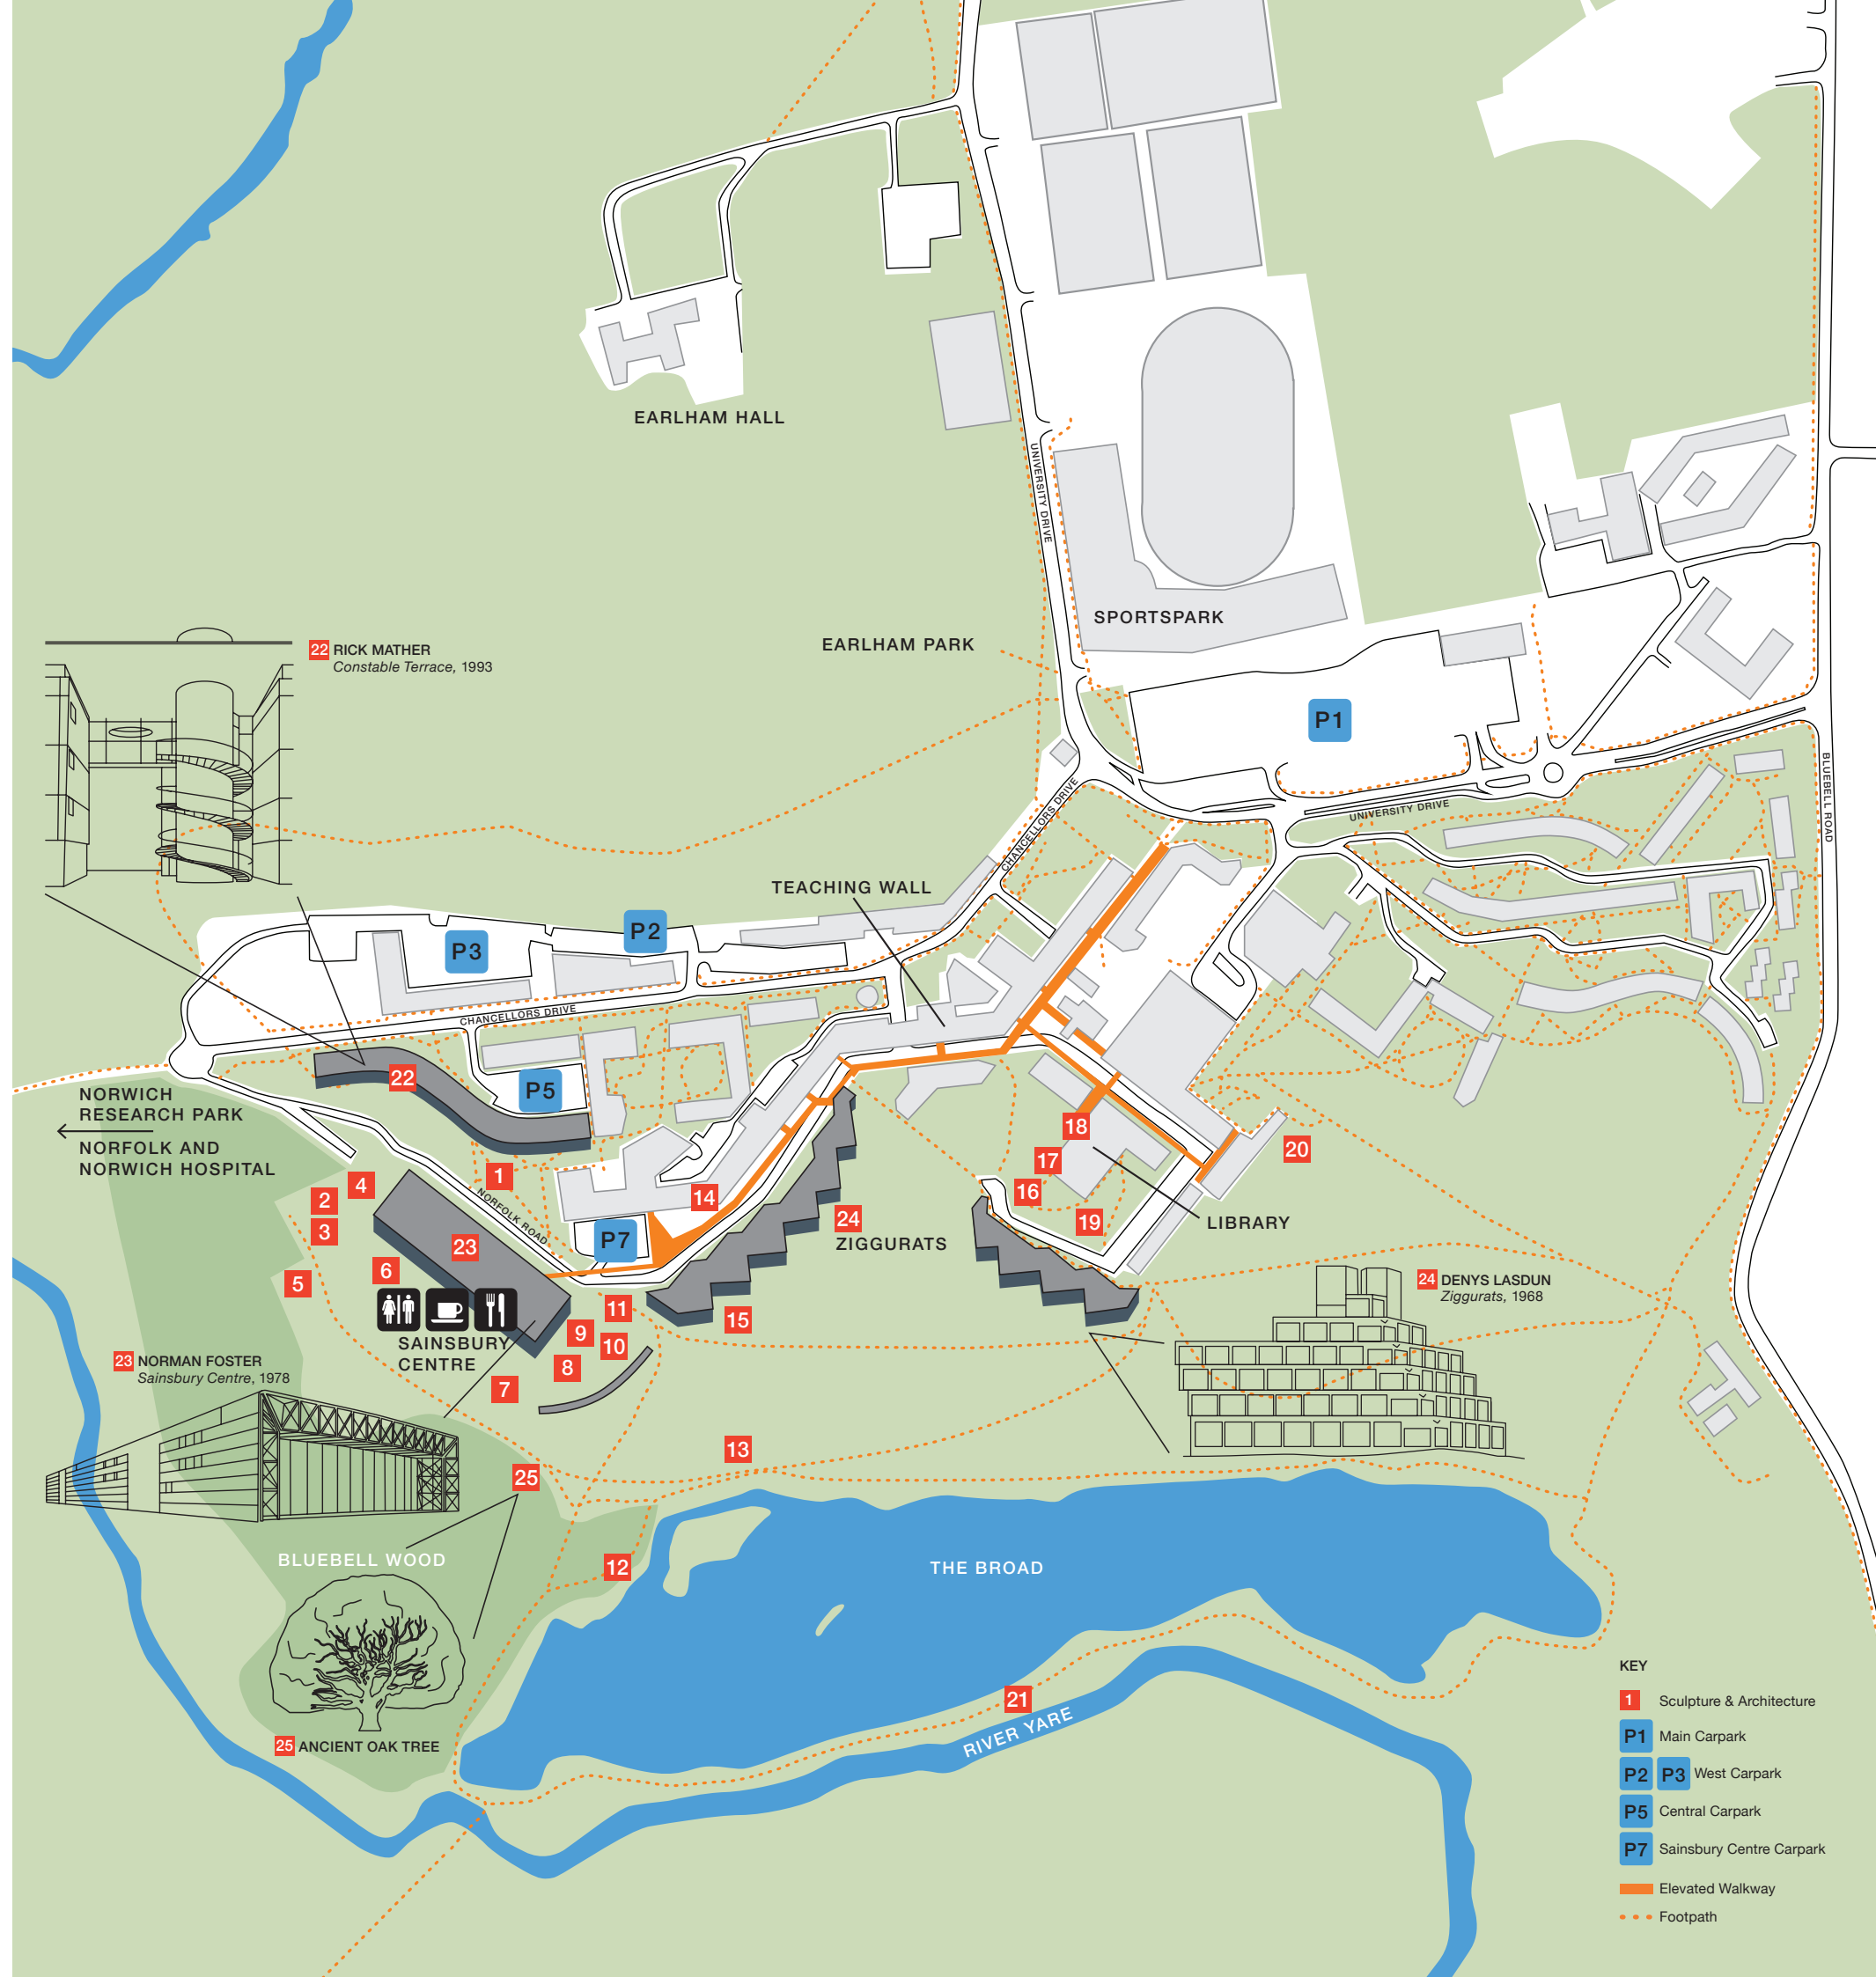 EARLHAM HALL
UNIVERSITY DRIVE
SPORTSPARK
EARLHAM PARK
22 RICK MATHER
Constable Terrace, 1993
P1
BLUEBELL ROAD
UNIVERSITY DRIVE
CHANCELLORS DRIVE
TEACHING WALL
P2
P3
CHANCELLORS DRIVE
22
P5
NORWICH
RESEARCH PARK
NORFOLK AND
NORWICH HOSPITAL
18
20
17
1
4
2
16
14
3
NORFOLK ROAD
24
ZIGGURATS
19
LIBRARY
P7
23
6
5
24 DENYS LASDUN
Ziggurats, 1968
11
15
9
10
SAINSBURY
CENTRE
8
7
23 NORMAN FOSTER
Sainsbury Centre, 1978
13
25
BLUEBELL WOOD
12
THE BROAD
21
RIVER YARE
25 ANCIENT OAK TREE
KEY
1 Sculpture & Architecture
P1 Main Carpark
P2 P3 West Carpark
P5 Central Carpark
P7 Sainsbury Centre Carpark
Elevated Walkway
Footpath